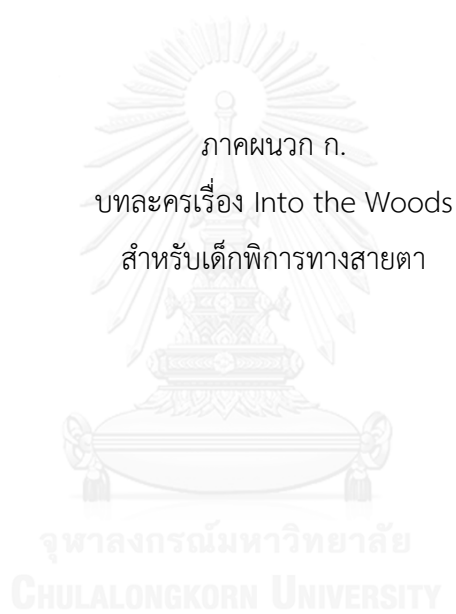 ภาคผนวก ก.
บทละครเรื่อง Into the Woods
สำหรับเด็กพิการทางสายตา
จุฬาลงกรณ์มหาวิทยาลัย
CHULALONGKORN UNIVERSITY